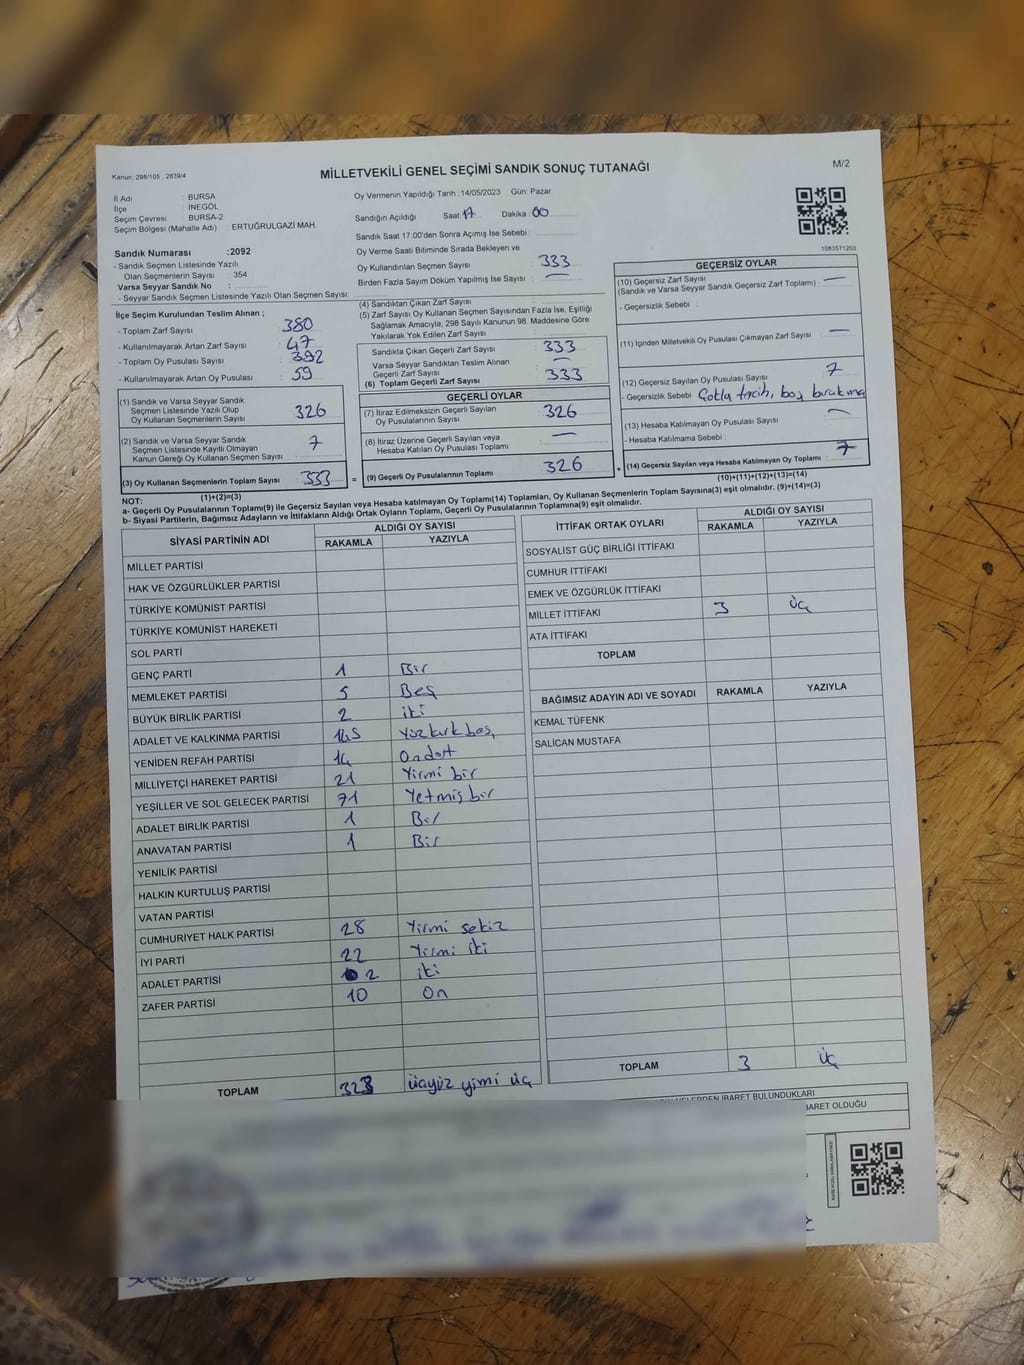 Kanun: 298/105 , 2839/4
MİLLETVEKİLİ GENEL SEÇİMİ SANDIK SONUÇ TUTANAĞI
M/2
İl Adı : BURSA
İlçe : İNEGÖL
Seçim Çevresi : BURSA-2
Seçim Bölgesi (Mahalle Adı) : ERTUĞRULGAZİ MAH.
Oy Vermenin Yapıldığı Tarih :14/05/2023 Gün: Pazar
Sandığın Açıldığı Saat: 17 Dakika : 00
Sandık Saat 17.00'den Sonra Açımış İse Sebebi :
Sandık Numarası :2092
- Sandık Seçmen Listesinde Yazılı
Olan Seçmenlerin Sayısı : 354
Varsa Seyyar Sandık No :
- Seyyar Sandık Seçmen Listesinde Yazılı Olan Seçmen Sayısı:
Oy Verme Saati Bitiminde Sırada Bekleyen ve
Oy Kullandırılan Seçmen Sayısı : 333
Birden Fazla Sayım Döküm Yapılmış İse Sayısı : —
1083571203
İlçe Seçim Kurulundan Teslim Alınan ;
- Toplam Zarf Sayısı : 380
- Kullanılmayarak Artan Zarf Sayısı : 47
- Toplam Oy Pusulası Sayısı : 392
- Kullanılmayarak Artan Oy Pusulası : 59
(4) Sandıktan Çıkan Zarf Sayısı :
(5) Zarf Sayısı Oy Kullanan Seçmen Sayısından Fazla İse, Eşitliği
Sağlamak Amacıyla; 298 Sayılı Kanunun 98. Maddesine Göre
Yakılarak Yok Edilen Zarf Sayısı :
Sandıkta Çıkan Geçerli Zarf Sayısı : 333
Varsa Seyyar Sandıktan Teslim Alınan
Geçerli Zarf Sayısı : —
(6) Toplam Geçerli Zarf Sayısı : 333
GEÇERSİZ OYLAR
(10) Geçersiz Zarf Sayısı : —
(Sandık ve Varsa Seyyar Sandık Geçersiz Zarf Toplamı) :
- Geçersizlik Sebebi :
(11) İçinden Milletvekili Oy Pusulası Çıkmayan Zarf Sayısı : —
(12) Geçersiz Sayılan Oy Pusulası Sayısı : 7
- Geçersizlik Sebebi : Çoklu tercih, boş bırakma
(13) Hesaba Katılmayan Oy Pusulası Sayısı : —
- Hesaba Katılmama Sebebi :
(14) Geçersiz Sayılan veya Hesaba Katılmayan Oy Toplamı : 7
(10)+(11)+(12)+(13)=(14)
(1) Sandık ve Varsa Seyyar Sandık
Seçmen Listesinde Yazılı Olup
Oy Kullanan Seçmenlerin Sayısı : 326
(2) Sandık ve Varsa Seyyar Sandık
Seçmen Listesinde Kayıtlı Olmayan
Kanun Gereği Oy Kullanan Seçmen Sayısı : 7
(3) Oy Kullanan Seçmenlerin Toplam Sayısı : 333 =
(1)+(2)=(3)
GEÇERLİ OYLAR
(7) İtiraz Edilmeksizin Geçerli Sayılan
Oy Pusulalarının Sayısı : 326
(8) İtiraz Üzerine Geçerli Sayılan veya
Hesaba Katılan Oy Pusulası Toplamı : —
(9) Geçerli Oy Pusulalarının Toplamı : 326 +
NOT:
a- Geçerli Oy Pusulalarının Toplamı(9) ile Geçersiz Sayılan veya Hesaba katılmayan Oy Toplamı(14) Toplamları, Oy Kullanan Seçmenlerin Toplam Sayısına(3) eşit olmalıdır. (9)+(14)=(3)
b- Siyasi Partilerin, Bağımsız Adayların ve İttifakların Aldığı Ortak Oyların Toplamı, Geçerli Oy Pusulalarının Toplamına(9) eşit olmalıdır.
SİYASİ PARTİNİN ADI ALDIĞI OY SAYISI
RAKAMLA YAZIYLA
MİLLET PARTİSİ
HAK VE ÖZGÜRLÜKLER PARTİSİ
TÜRKİYE KOMÜNİST PARTİSİ
TÜRKİYE KOMÜNİST HAREKETİ
SOL PARTİ
GENÇ PARTİ 1 Bir
MEMLEKET PARTİSİ 5 Beş
BÜYÜK BİRLİK PARTİSİ 2 iki
ADALET VE KALKINMA PARTİSİ 145 Yüzkırkbeş
YENİDEN REFAH PARTİSİ 14 Ondört
MİLLİYETÇİ HAREKET PARTİSİ 21 Yirmi bir
YEŞİLLER VE SOL GELECEK PARTİSİ 71 Yetmiş bir
ADALET BİRLİK PARTİSİ 1 Bir
ANAVATAN PARTİSİ 1 Bir
YENİLİK PARTİSİ
HALKIN KURTULUŞ PARTİSİ
VATAN PARTİSİ
CUMHURİYET HALK PARTİSİ 28 Yirmi sekiz
İYİ PARTİ 22 Yirmi iki
ADALET PARTİSİ 2 iki
ZAFER PARTİSİ 10 On
TOPLAM 323 üçyüz yimi üç
İTTİFAK ORTAK OYLARI ALDIĞI OY SAYISI
RAKAMLA YAZIYLA
SOSYALİST GÜÇ BİRLİĞİ İTTİFAKI
CUMHUR İTTİFAKI
EMEK VE ÖZGÜRLÜK İTTİFAKI
MİLLET İTTİFAKI 3 üç
ATA İTTİFAKI
TOPLAM
BAĞIMSIZ ADAYIN ADI VE SOYADI RAKAMLA YAZIYLA
KEMAL TÜFENK
SALİCAN MUSTAFA
TOPLAM 3 üç
İBARET BULUNDUKLARI
BARET OLDUĞU